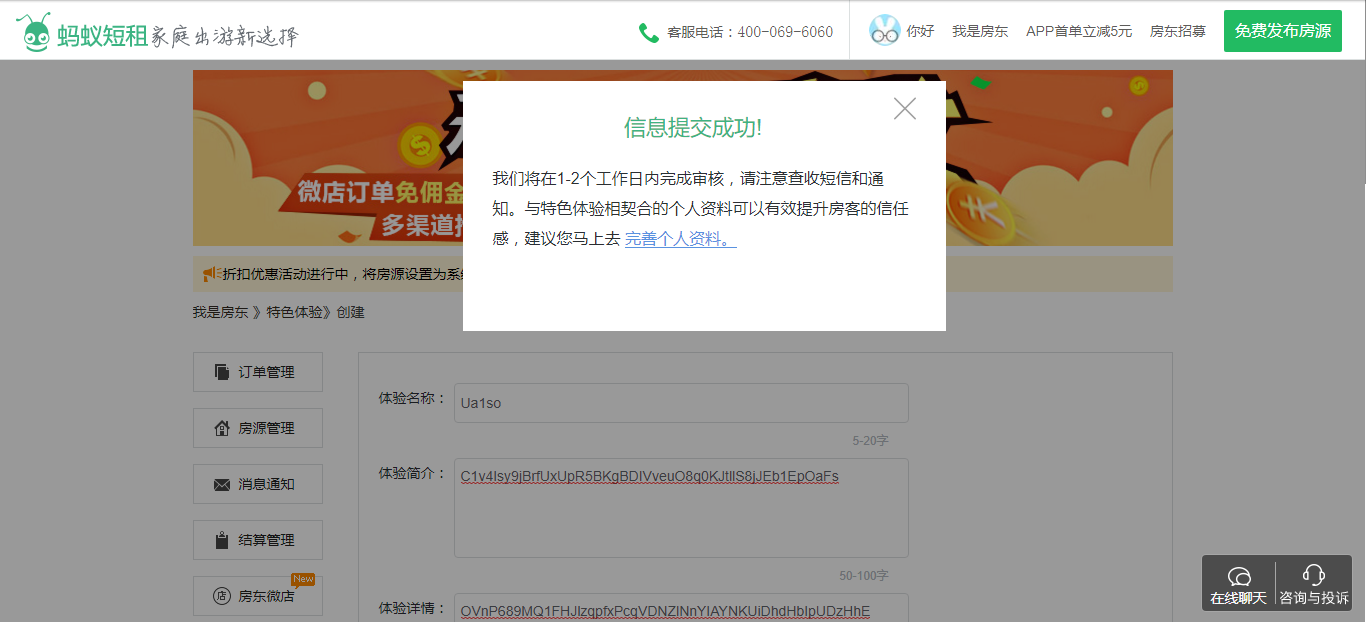 蚂蚁短租 家庭出游新选择
客服电话：400-069-6060
你好 我是房东 APP首单立减5元 房东招募 免费发布房源
信息提交成功!
我们将在1-2个工作日内完成审核，请注意查收短信和通
知。与特色体验相契合的个人资料可以有效提升房客的信任
感，建议您马上去 完善个人资料。
微店订单免佣金
多渠道
折扣优惠活动进行中，将房源设置为系
我是房东 》特色体验》创建
订单管理
房源管理
消息通知
结算管理
房东微店
New
体验名称：
Ua1so
5-20字
体验简介：
50-100字
体验详情：
在线聊天
咨询与投诉